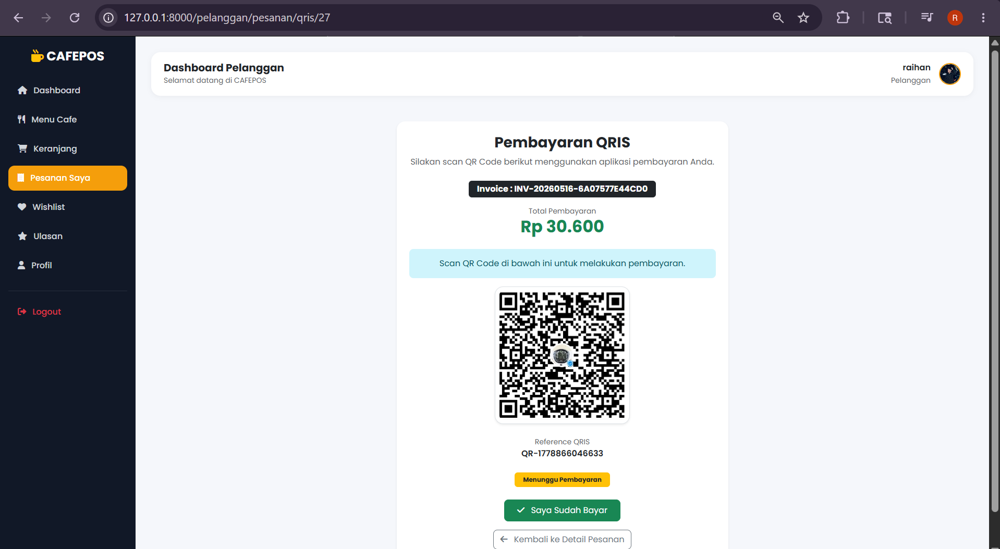 127.0.0.1:8000/pelanggan/pesanan/qris/27
R
CAFEPOS
Dashboard
Menu Cafe
Keranjang
Pesanan Saya
Wishlist
Ulasan
Profil
Logout
Dashboard Pelanggan
Selamat datang di CAFEPOS
raihan
Pelanggan
Pembayaran QRIS
Silakan scan QR Code berikut menggunakan aplikasi pembayaran Anda.
Invoice : INV-20260516-6A07577E44CD0
Total Pembayaran
Rp 30.600
Scan QR Code di bawah ini untuk melakukan pembayaran.
Reference QRIS
QR-1778866046633
Menunggu Pembayaran
Saya Sudah Bayar
Kembali ke Detail Pesanan